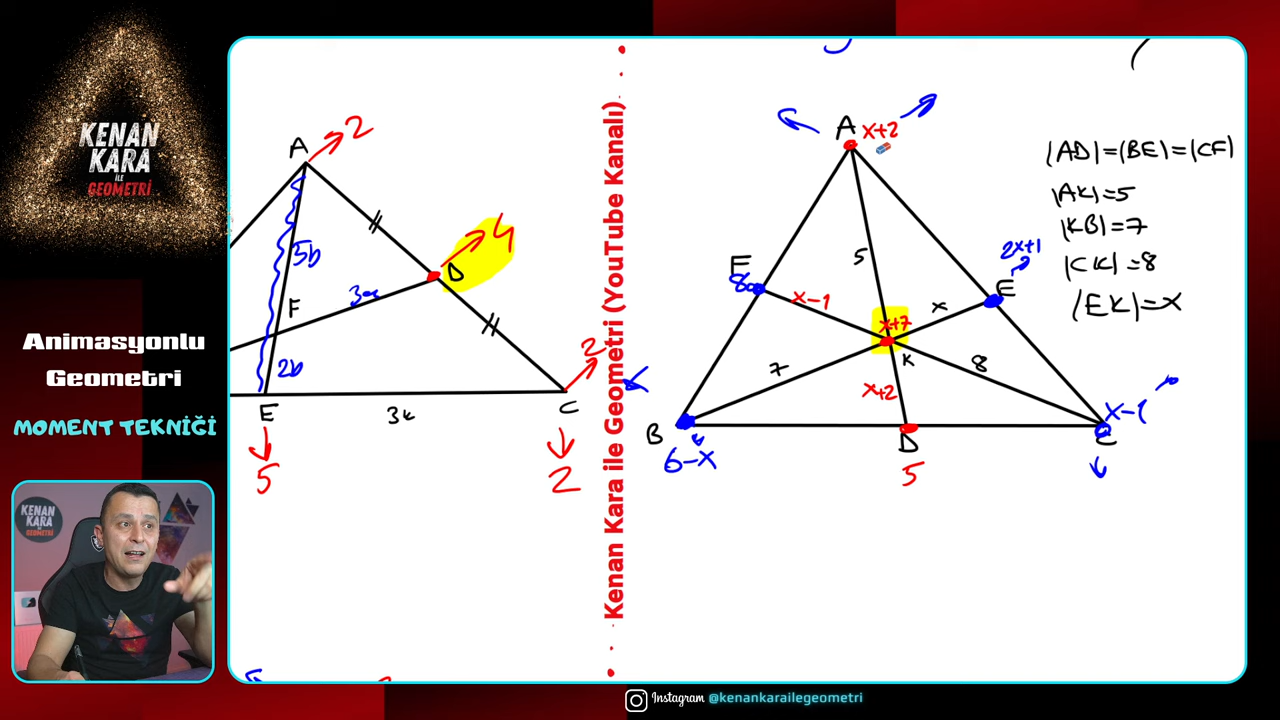 KENAN
KARA
İLE
GEOMETRİ
Animasyonlu
Geometri
MOMENT TEKNİĞİ
KENAN
KARA
GEOMETRİ
A
2
5b
D
4
3a
F
2b
2
E
3k
C
5
2
Kenan Kara ile Geometri (YouTube Kanalı)
A
x+2
|AD|=|BE|=|CF|
|AK|=5
|KB|=7
|CK|=8
|EK|=x
2x+1
F
8
5
E
x-1
x
x+7
K
7
8
x+2
x-1
B
D
C
6-x
5
Instagram @kenankarailegeometri